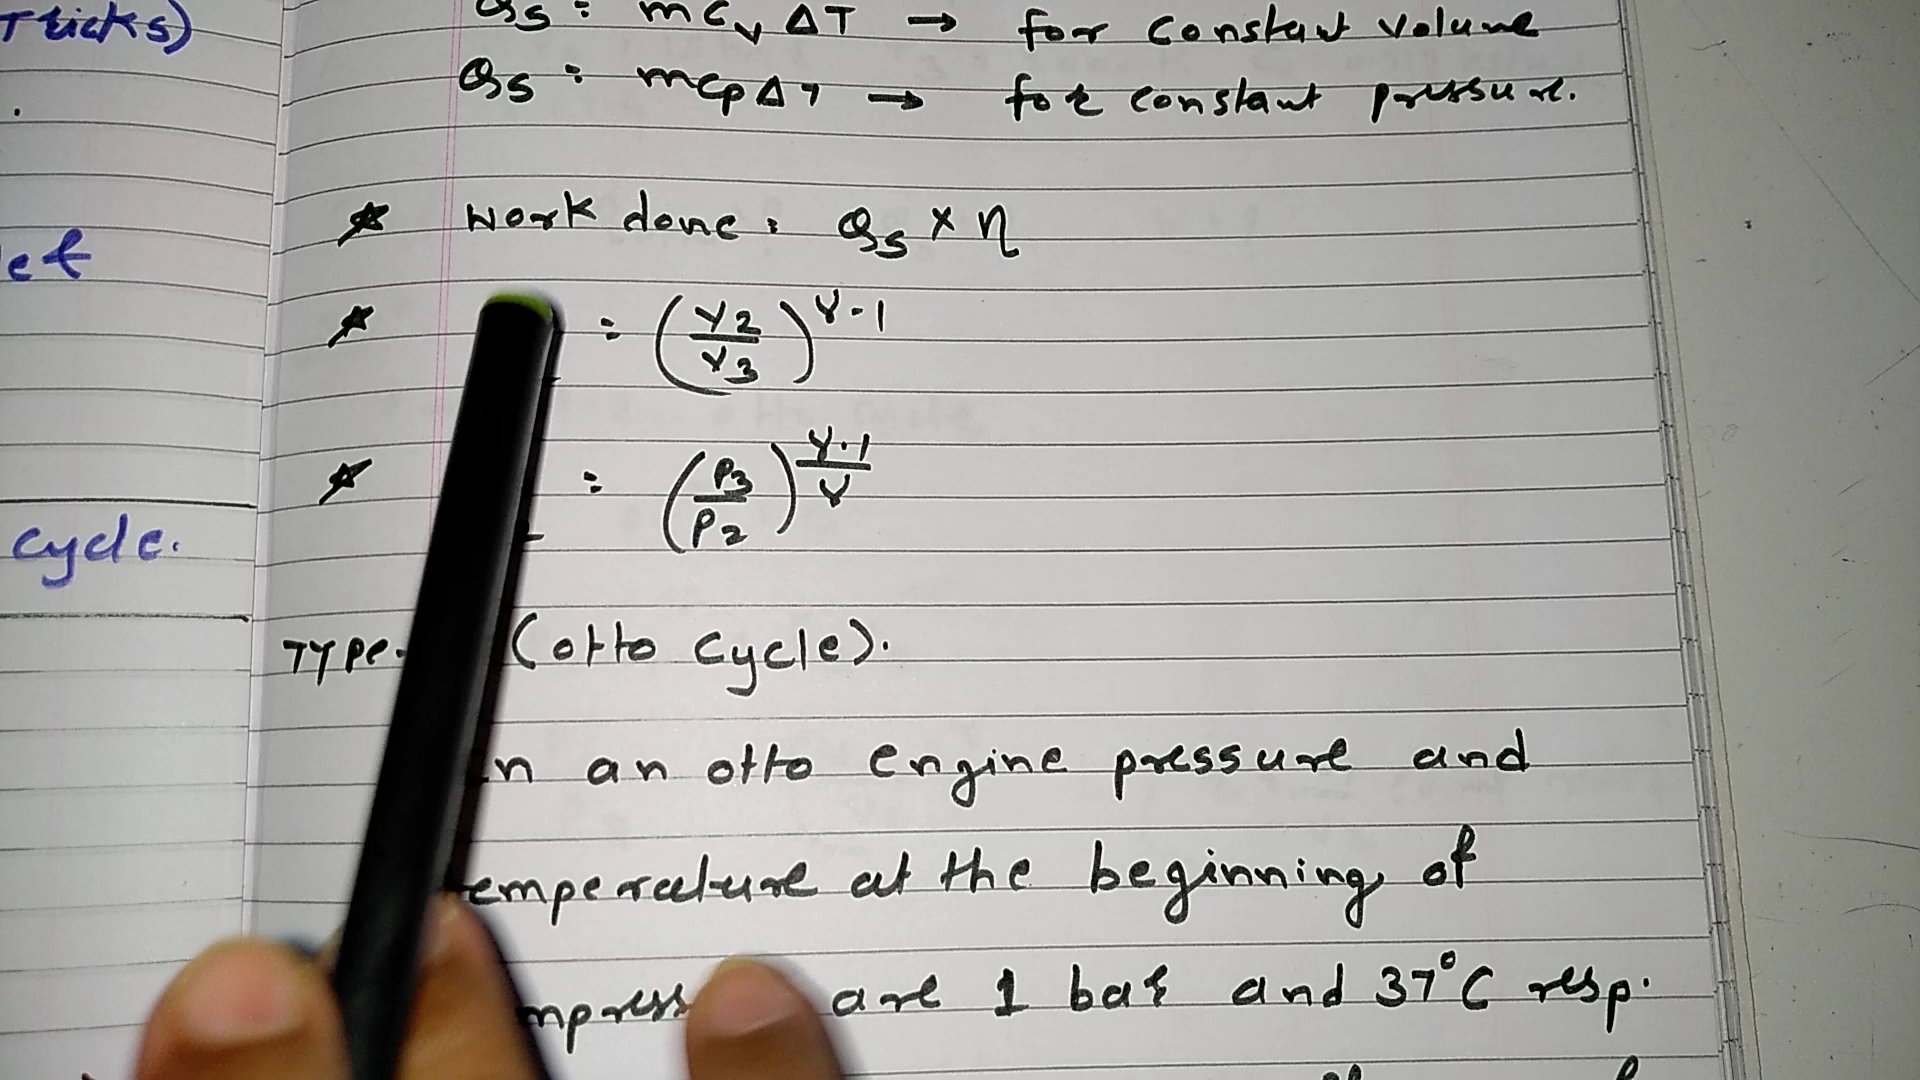 Tricks)
et
cycle.
Qs = mcv ΔT → for constant volume
Qs = mcp ΔT → for constant pressure.
* Work done = Qs × η
* = (V2/V3)^γ-1
* = (P3/P2)^γ-1/γ
TYPE- (otto cycle).
n an otto engine pressure and
emperature at the beginning of
mpress are 1 bar and 37°C resp.